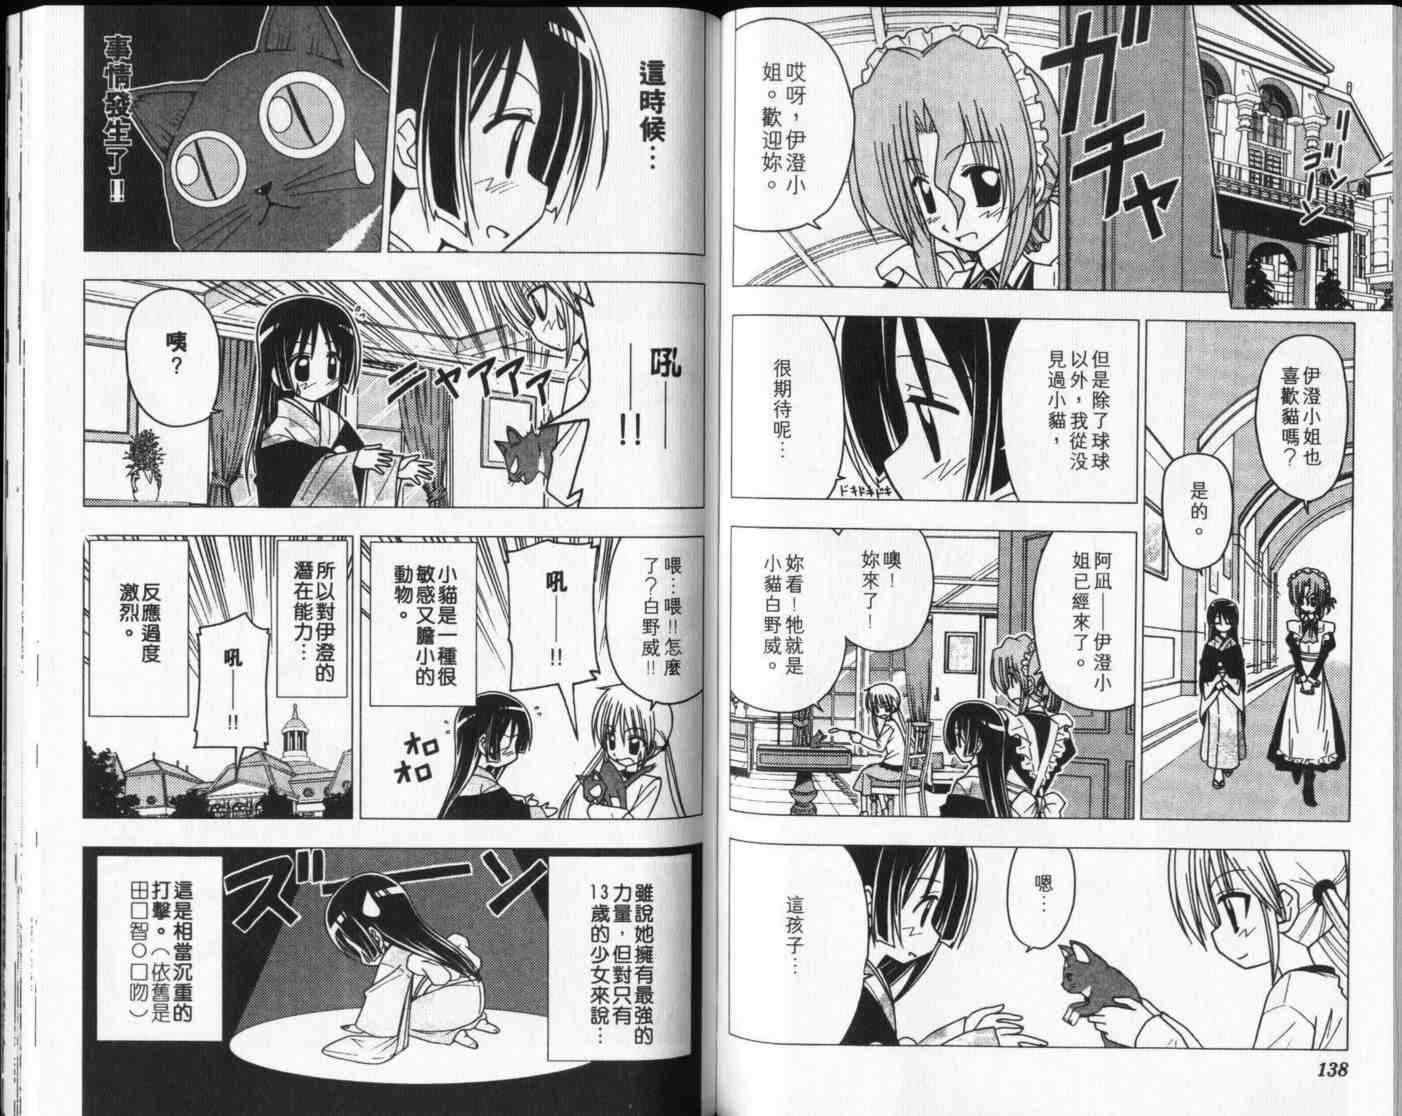 ゴーン
ガチャ
哎呀，伊澄小
姐。歡迎妳。
伊澄小姐也
喜歡貓嗎？
是的。
但是除了球球
以外，我從沒
見過小貓，
很期待呢…
ドキドキドキ
阿凪——伊澄小
姐已經來了。
噢！
妳來了！
妳看！牠就是
小貓白野威。
嗯…
這孩子…
138
這時候…
事情發生了!!
吼
——
!!
ニャアアアァ
咦？
喂…喂!!怎麼
了？白野威!!
吼
——
!!
小貓是一種很
敏感又膽小的
動物。
オロ
オロ
所以對伊澄的
潛在能力…
吼
——
!!
反應過度
激烈。
雖說她擁有最強的
力量，但對只有
13歲的少女來說…
ズーン
這是相當沉重的
打擊。（依舊是
田口智○口吻）